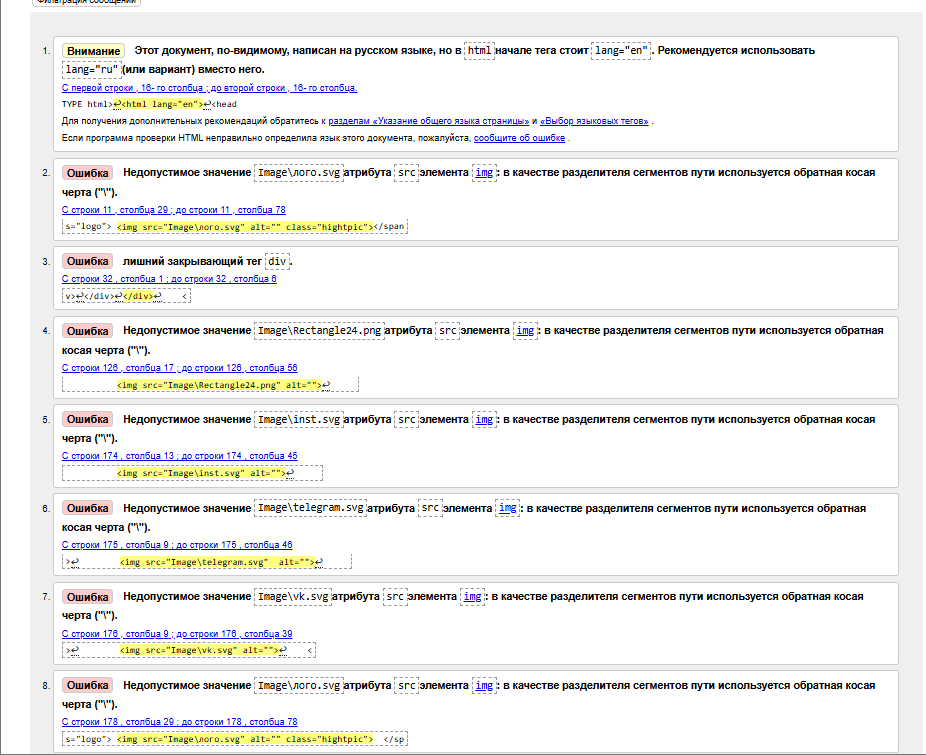 Фильтрация сообщений
1. Внимание Этот документ, по-видимому, написан на русском языке, но в html начале тега стоит lang="en" . Рекомендуется использовать
lang="ru" (или вариант) вместо него.
С первой строки , 16- го столбца ; до второй строки , 16- го столбца.
TYPE html>↩<html lang="en">↩<head
Для получения дополнительных рекомендаций обратитесь к разделам «Указание общего языка страницы» и «Выбор языковых тегов» .
Если программа проверки HTML неправильно определила язык этого документа, пожалуйста, сообщите об ошибке .
2. Ошибка Недопустимое значение Image\лого.svg атрибута src элемента img : в качестве разделителя сегментов пути используется обратная косая
черта ("\").
С строки 11 , столбца 29 ; до строки 11 , столбца 78
s="logo"> <img src="Image\лого.svg" alt="" class="hightpic"></span
3. Ошибка лишний закрывающий тег div .
С строки 32 , столбца 1 ; до строки 32 , столбца 6
v>↩</div>↩</div>↩ <
4. Ошибка Недопустимое значение Image\Rectangle24.png атрибута src элемента img : в качестве разделителя сегментов пути используется обратная
косая черта ("\").
С строки 126 , столбца 17 ; до строки 126 , столбца 56
<img src="Image\Rectangle24.png" alt="">↩
5. Ошибка Недопустимое значение Image\inst.svg атрибута src элемента img : в качестве разделителя сегментов пути используется обратная косая
черта ("\").
С строки 174 , столбца 13 ; до строки 174 , столбца 45
<img src="Image\inst.svg" alt="">↩
6. Ошибка Недопустимое значение Image\telegram.svg атрибута src элемента img : в качестве разделителя сегментов пути используется обратная
косая черта ("\").
С строки 175 , столбца 9 ; до строки 175 , столбца 46
>↩ <img src="Image\telegram.svg"  alt="">↩
7. Ошибка Недопустимое значение Image\vk.svg атрибута src элемента img : в качестве разделителя сегментов пути используется обратная косая
черта ("\").
С строки 176 , столбца 9 ; до строки 176 , столбца 39
>↩ <img src="Image\vk.svg" alt="">↩ <
8. Ошибка Недопустимое значение Image\лого.svg атрибута src элемента img : в качестве разделителя сегментов пути используется обратная косая
черта ("\").
С строки 178 , столбца 29 ; до строки 178 , столбца 78
s="logo"> <img src="Image\лого.svg" alt="" class="hightpic"> </sp